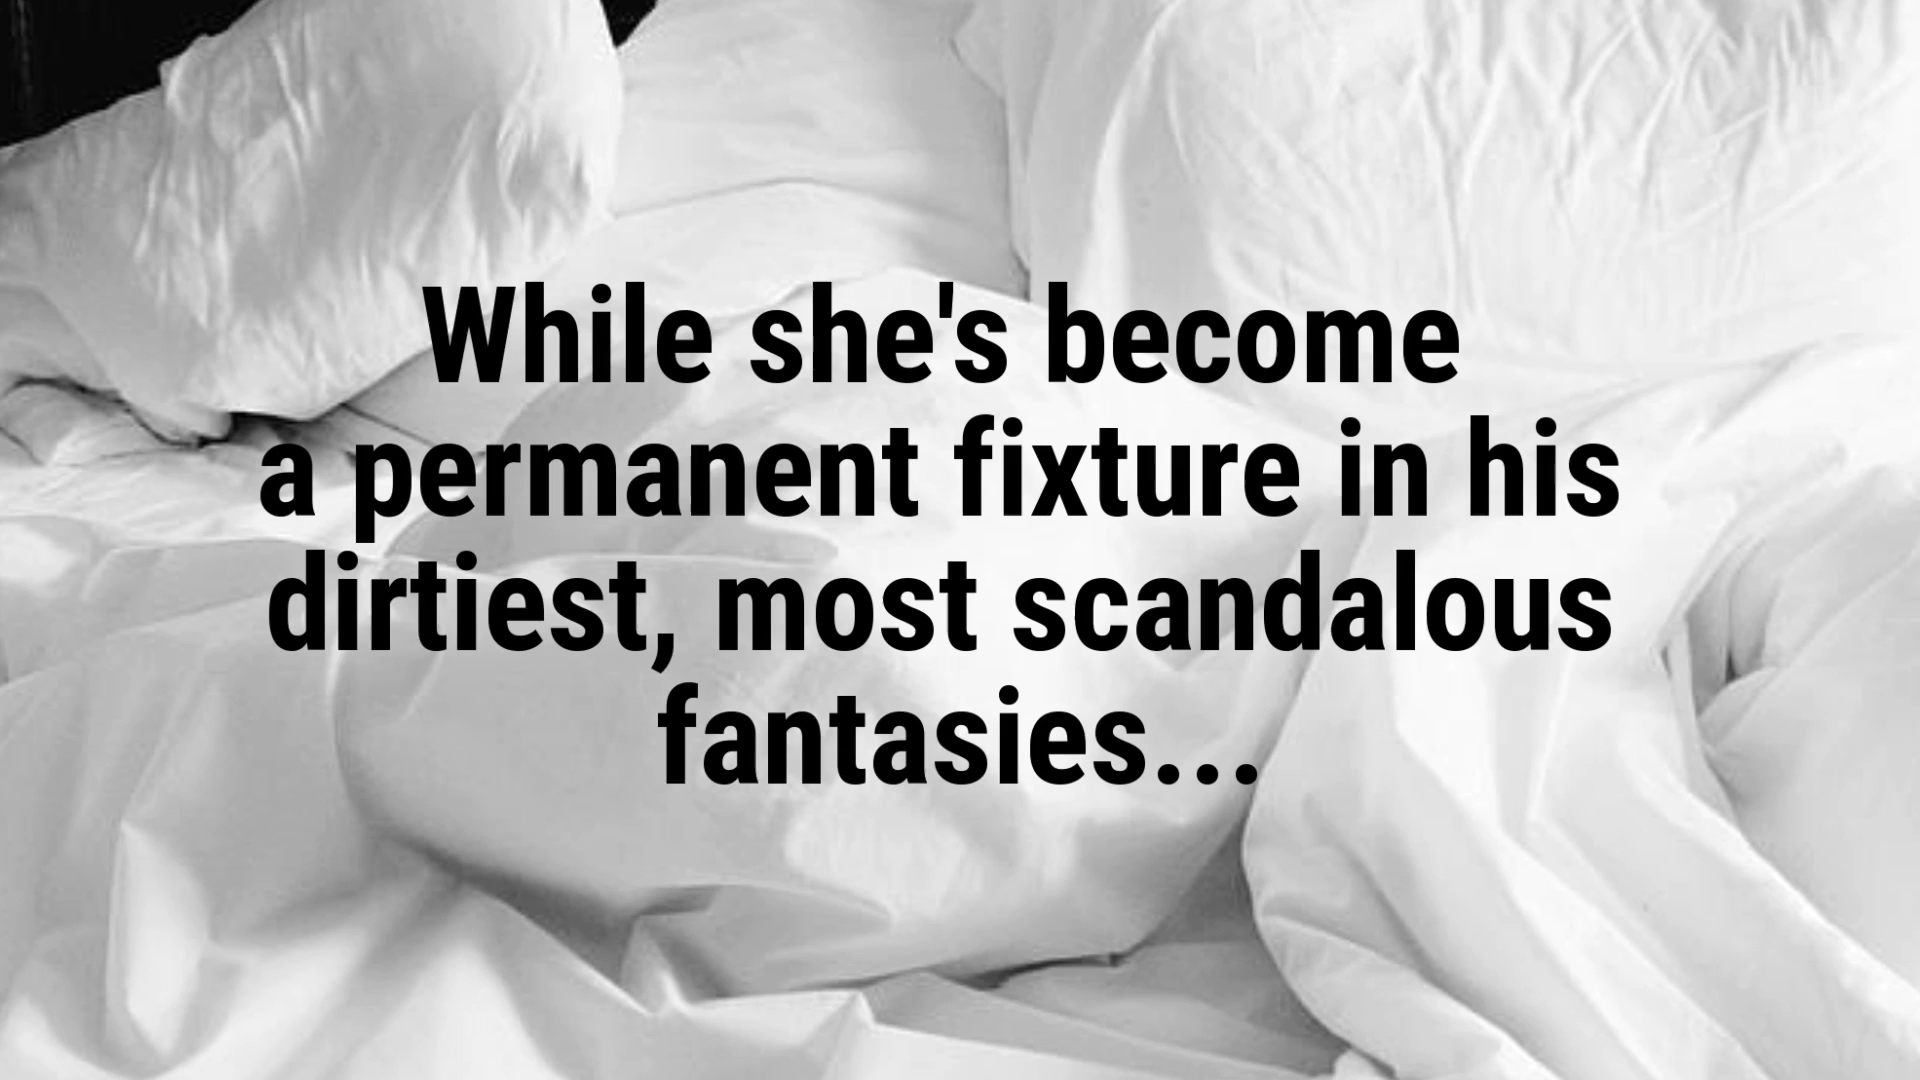 While she's become
a permanent fixture in his
dirtiest, most scandalous
fantasies...